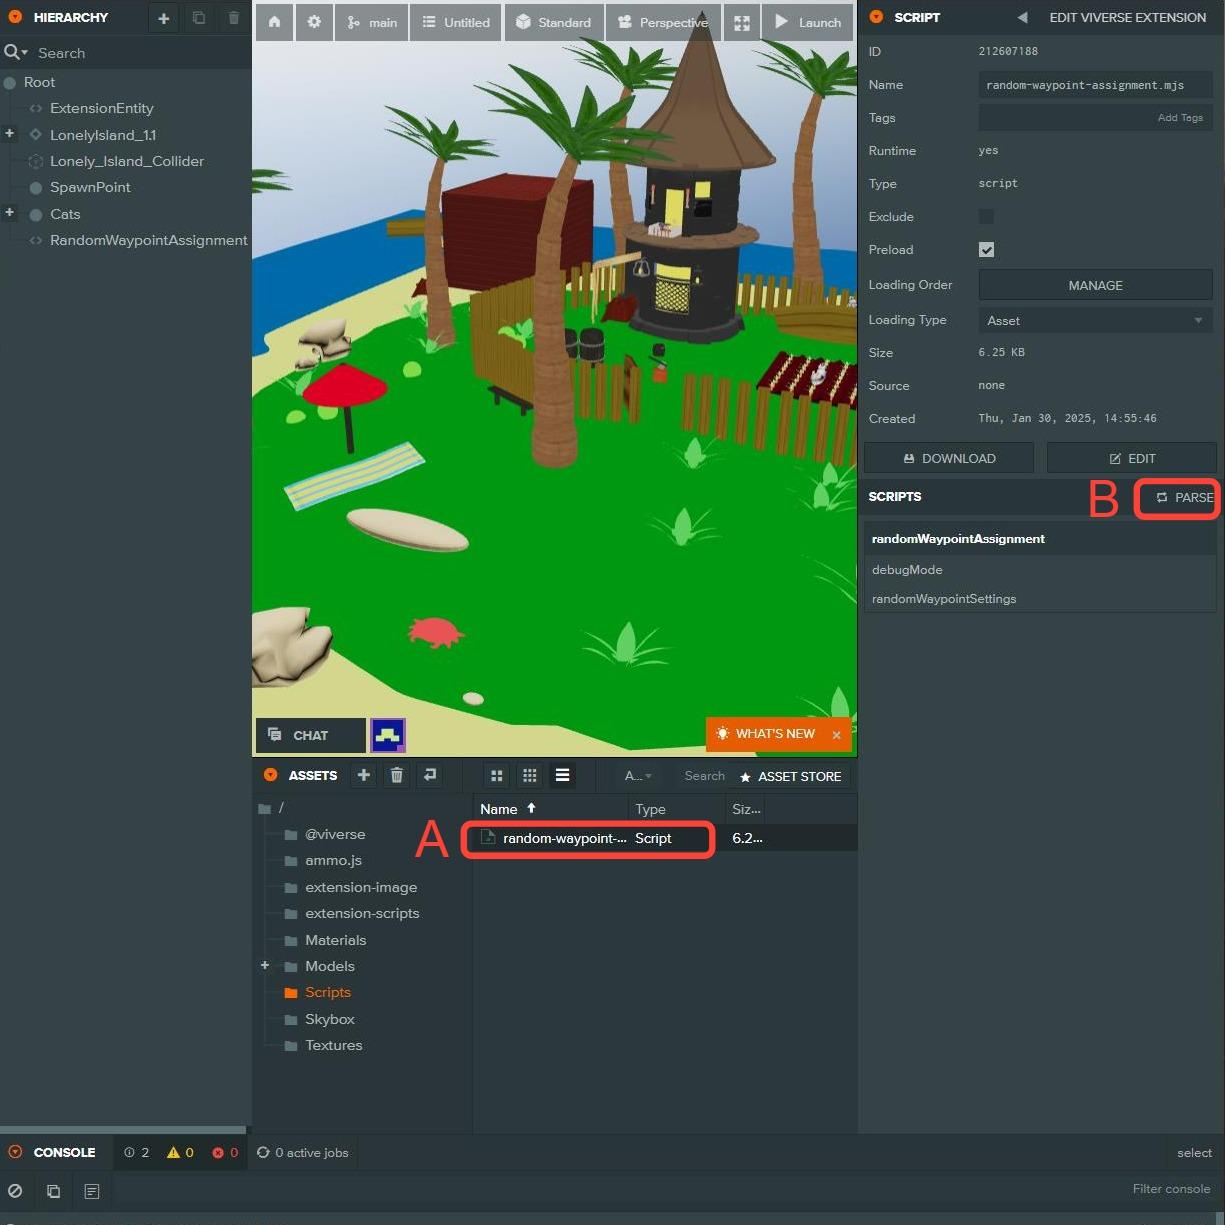 HIERARCHY
Search
Root
ExtensionEntity
LonelyIsland_1.1
Lonely_Island_Collider
SpawnPoint
Cats
RandomWaypointAssignment
main
Untitled
Standard
Perspective
Launch
CHAT
WHAT'S NEW
SCRIPT
EDIT VIVERSE EXTENSION
ID 212607188
Name random-waypoint-assignment.mjs
Tags Add Tags
Runtime yes
Type script
Exclude
Preload
Loading Order MANAGE
Loading Type Asset
Size 6.25 KB
Source none
Created Thu, Jan 30, 2025, 14:55:46
DOWNLOAD EDIT
SCRIPTS B PARSE
randomWaypointAssignment
debugMode
randomWaypointSettings
ASSETS A... Search ASSET STORE
/
@viverse
ammo.js
extension-image
extension-scripts
Materials
Models
Scripts
Skybox
Textures
Name Type Siz...
A random-waypoint-... Script 6.2...
CONSOLE 2 0 0 0 active jobs select
Filter console